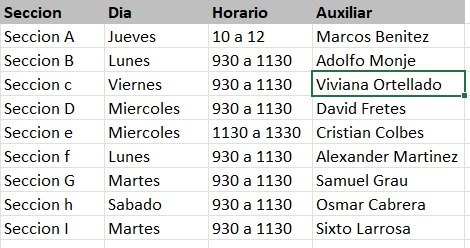 Seccion Dia Horario Auxiliar
Seccion A Jueves 10 a 12 Marcos Benitez
Seccion B Lunes 930 a 1130 Adolfo Monje
Seccion c Viernes 930 a 1130 Viviana Ortellado
Seccion D Miercoles 930 a 1130 David Fretes
Seccion e Miercoles 1130 a 1330 Cristian Colbes
Seccion f Lunes 930 a 1130 Alexander Martinez
Seccion G Martes 930 a 1130 Samuel Grau
Seccion h Sabado 930 a 1130 Osmar Cabrera
Seccion I Martes 930 a 1130 Sixto Larrosa